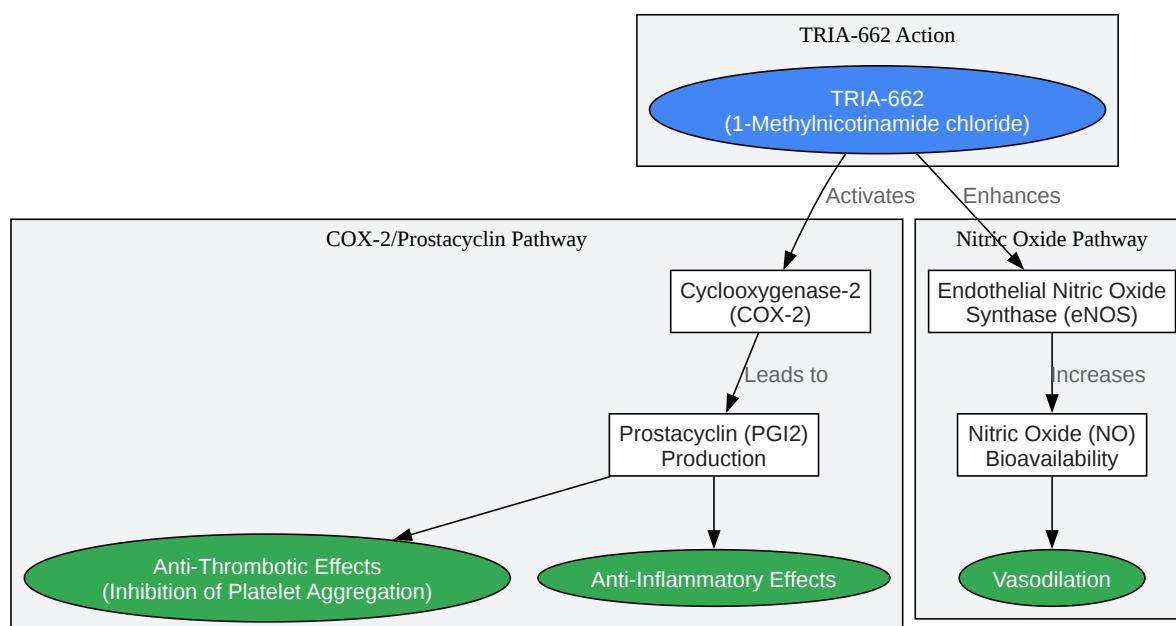 TRIA-662 Action
TRIA-662
(1-Methylnicotinamide chloride)
Activates
Enhances
COX-2/Prostacyclin Pathway
Nitric Oxide Pathway
Cyclooxygenase-2
(COX-2)
Endothelial Nitric Oxide
Synthase (eNOS)
Leads to
Increases
Prostacyclin (PGI2)
Production
Nitric Oxide (NO)
Bioavailability
Anti-Thrombotic Effects
(Inhibition of Platelet Aggregation)
Anti-Inflammatory Effects
Vasodilation